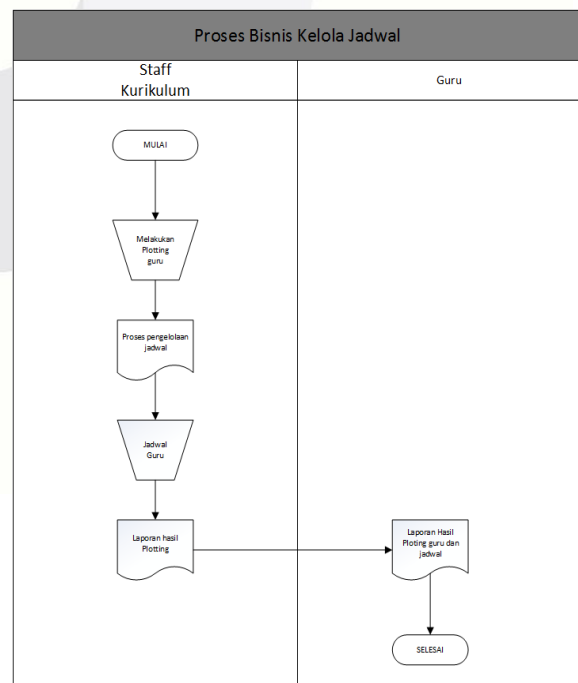 Proses Bisnis Kelola Jadwal
Staff
Kurikulum
Guru
MULAI
Melakukan
Plotting
guru
Proses pengelolaan
jadwal
Jadwal
Guru
Laporan hasil
Plotting
Laporan Hasil
Ploting guru dan
jadwal
SELESAI